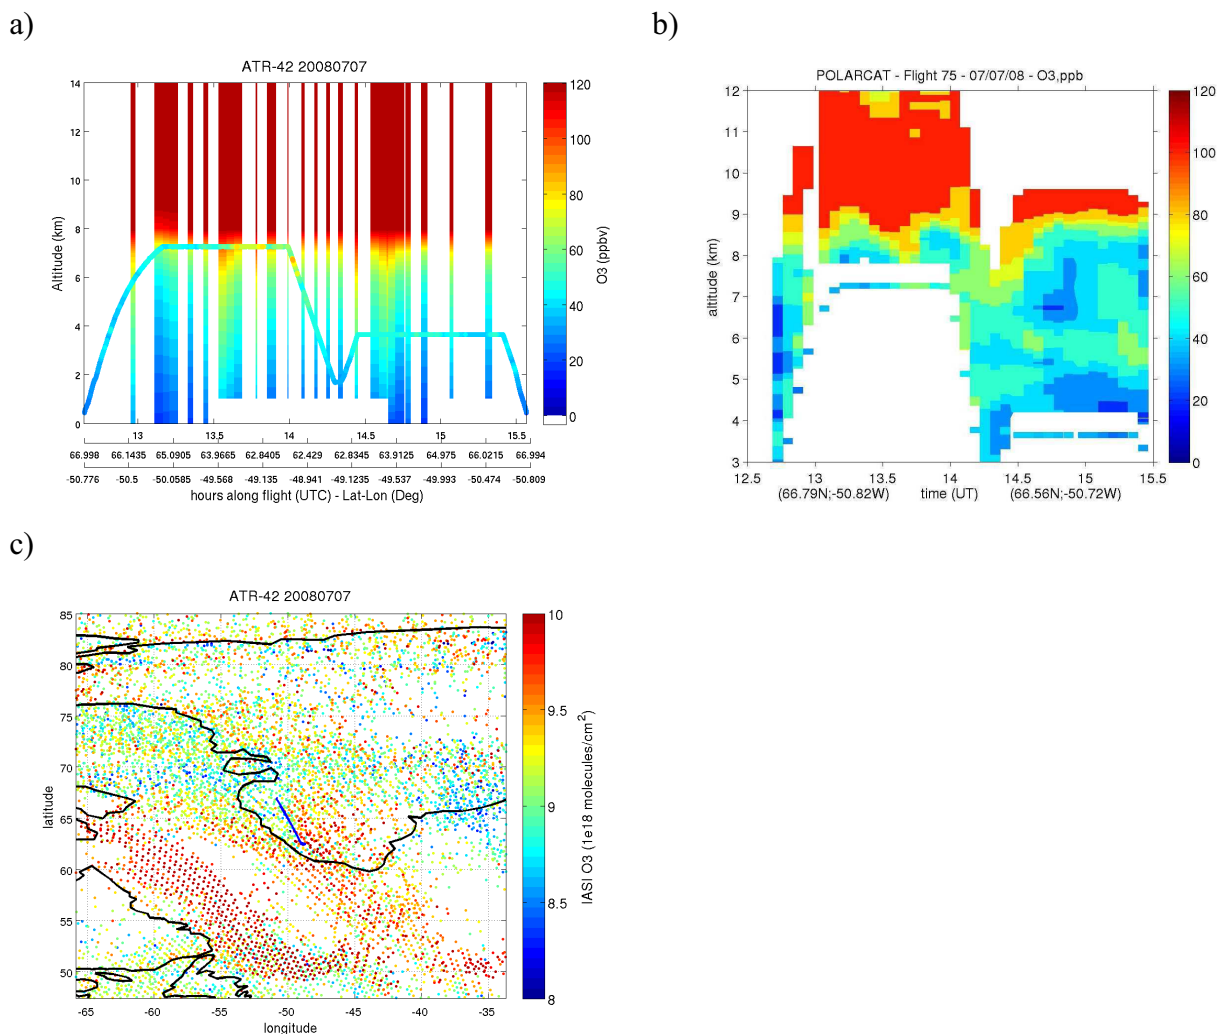 a)
ATR-42 20080707
14
12
10
8
6
4
2
0
Altitude (km)
13 13,5 14 14.5 15 15.5
66.998 66.1435 65.0905 63.9665 62.8405 62.429 62.8345 63.9125 64.975 66.0215 66.994
-50.776 -50.5 -50.0585 -49.568 -49.136 -49.941 -49.1235 -49.537 -49.993 -50.474 -50.809
hours along flight (UTC) - Lat-Lon (Deg)
120
100
80
60
40
20
0
O3 (ppbv)
b)
POLARCAT - Flight 75 - 07/07/08 - O3,ppb
12
11
10
9
8
7
6
5
4
3
altitude (km)
12.5 13 13.5 14 14.5 15 15.5
(66.79N;-50.82W) time (UT) (66.56N;-50.72W)
120
100
80
60
40
20
0
c)
ATR-42 20080707
85
80
75
70
65
60
55
50
latitude
-65 -60 -55 -50 -45 -40 -35
longitude
10
9.5
9
8.5
8
IASI O3 (1e18 molecules/cm²)